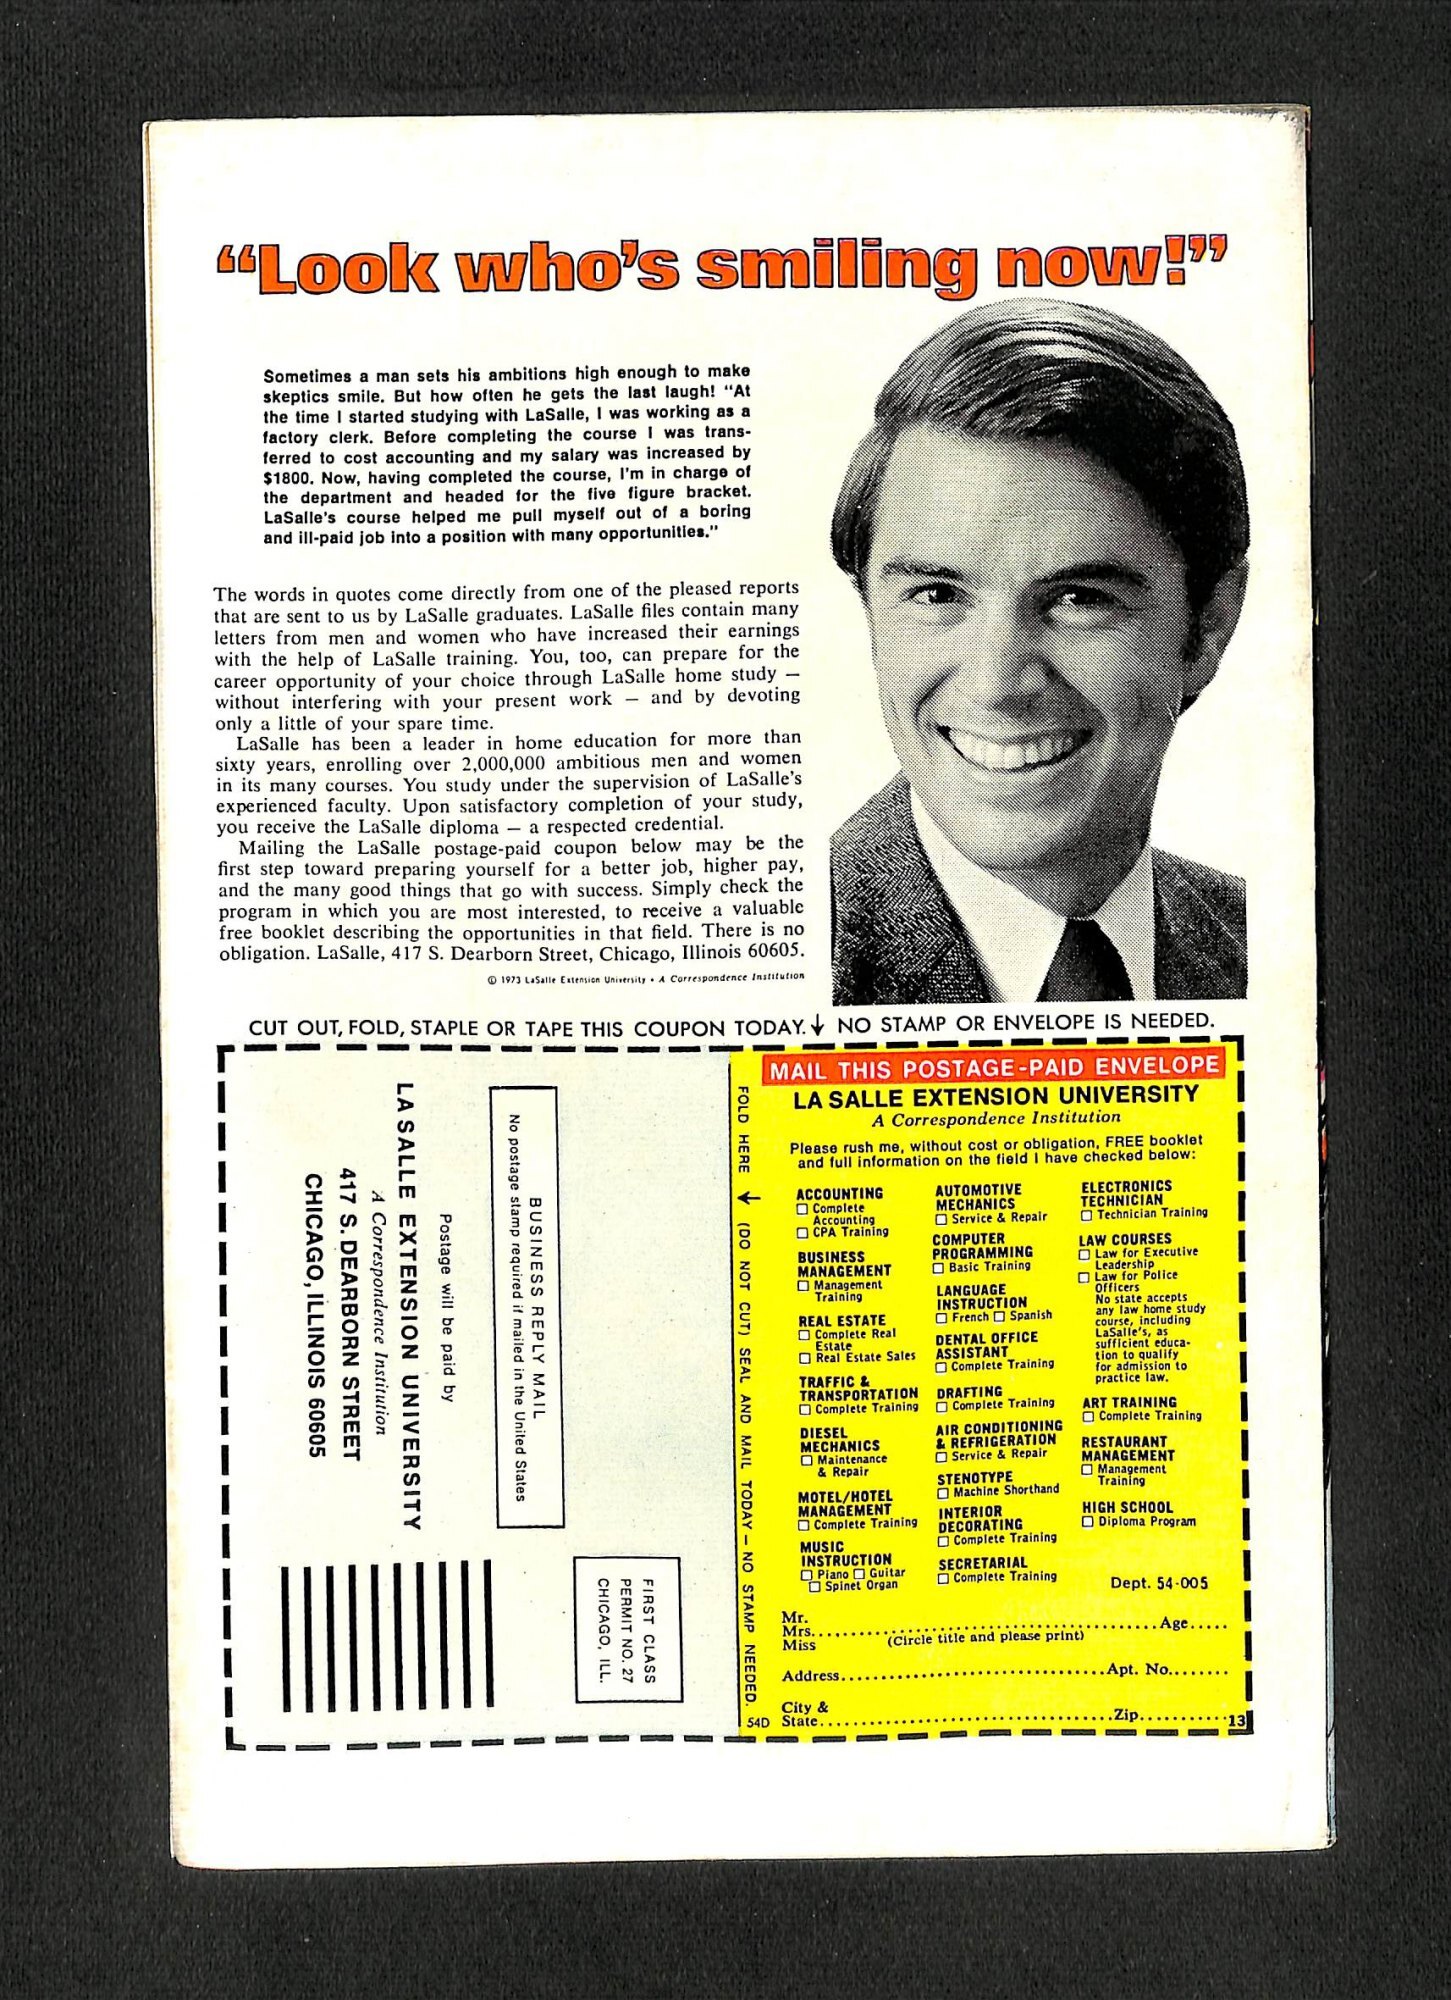 “Look who's smiling now!”
Sometimes a man sets his ambitions high enough to make
skeptics smile. But how often he gets the last laugh! “At
the time I started studying with LaSalle, I was working as a
factory clerk. Before completing the course I was trans-
ferred to cost accounting and my salary was increased by
$1800. Now, having completed the course, I'm in charge of
the department and headed for the five figure bracket.
LaSalle's course helped me pull myself out of a boring
and ill-paid job into a position with many opportunities.”
The words in quotes come directly from one of the pleased reports
that are sent to us by LaSalle graduates. LaSalle files contain many
letters from men and women who have increased their earnings
with the help of LaSalle training. You, too, can prepare for the
career opportunity of your choice through LaSalle home study —
without interfering with your present work — and by devoting
only a little of your spare time.
LaSalle has been a leader in home education for more than
sixty years, enrolling over 2,000,000 ambitious men and women
in its many courses. You study under the supervision of LaSalle's
experienced faculty. Upon satisfactory completion of your study,
you receive the LaSalle diploma — a respected credential.
Mailing the LaSalle postage-paid coupon below may be the
first step toward preparing yourself for a better job, higher pay,
and the many good things that go with success. Simply check the
program in which you are most interested, to receive a valuable
free booklet describing the opportunities in that field. There is no
obligation. LaSalle, 417 S. Dearborn Street, Chicago, Illinois 60605.
© 1973 LaSalle Extension University • A Correspondence Institution
CUT OUT, FOLD, STAPLE OR TAPE THIS COUPON TODAY. ↓ NO STAMP OR ENVELOPE IS NEEDED.
FIRST CLASS
PERMIT NO. 27
CHICAGO, ILL.
BUSINESS REPLY MAIL
No postage stamp required if mailed in the United States
Postage will be paid by
LA SALLE EXTENSION UNIVERSITY
A Correspondence Institution
417 S. DEARBORN STREET
CHICAGO, ILLINOIS 60605
FOLD HERE ↓ (DO NOT CUT) SEAL AND MAIL TODAY — NO STAMP NEEDED.
MAIL THIS POSTAGE-PAID ENVELOPE
LA SALLE EXTENSION UNIVERSITY
A Correspondence Institution
Please rush me, without cost or obligation, FREE booklet
and full information on the field I have checked below:
ACCOUNTING
☐ Complete
Accounting
☐ CPA Training
BUSINESS
MANAGEMENT
☐ Management
Training
REAL ESTATE
☐ Complete Real
Estate
☐ Real Estate Sales
TRAFFIC &
TRANSPORTATION
☐ Complete Training
DIESEL
MECHANICS
☐ Maintenance
& Repair
MOTEL/HOTEL
MANAGEMENT
☐ Complete Training
MUSIC
INSTRUCTION
☐ Piano ☐ Guitar
☐ Spinet Organ
AUTOMOTIVE
MECHANICS
☐ Service & Repair
COMPUTER
PROGRAMMING
☐ Basic Training
LANGUAGE
INSTRUCTION
☐ French ☐ Spanish
DENTAL OFFICE
ASSISTANT
☐ Complete Training
DRAFTING
☐ Complete Training
AIR CONDITIONING
& REFRIGERATION
☐ Service & Repair
STENOTYPE
☐ Machine Shorthand
INTERIOR
DECORATING
☐ Complete Training
SECRETARIAL
☐ Complete Training
ELECTRONICS
TECHNICIAN
☐ Technician Training
LAW COURSES
☐ Law for Executive
Leadership
☐ Law for Police
Officers
No state accepts
any law home study
course, including
LaSalle's, as
sufficient educa-
tion to qualify
for admission to
practice law.
ART TRAINING
☐ Complete Training
RESTAURANT
MANAGEMENT
☐ Management
Training
HIGH SCHOOL
☐ Diploma Program
Dept. 54-005
Mr.
Mrs. ........ Age.....
Miss (Circle title and please print)
Address........ Apt. No........
City &
54D State........ Zip.......... 13